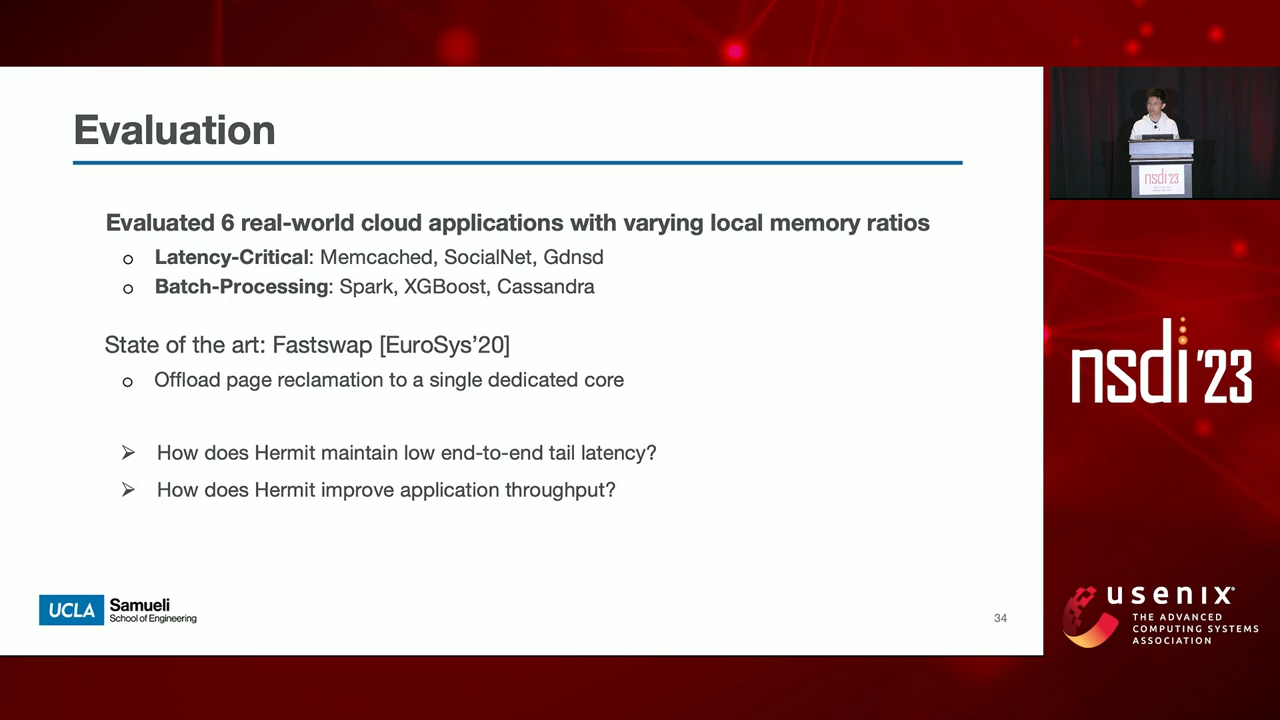 Evaluation
Evaluated 6 real-world cloud applications with varying local memory ratios
Latency-Critical: Memcached, SocialNet, Gdnsd
Batch-Processing: Spark, XGBoost, Cassandra
State of the art: Fastswap [EuroSys’20]
Offload page reclamation to a single dedicated core
How does Hermit maintain low end-to-end tail latency?
How does Hermit improve application throughput?
UCLA Samueli
School of Engineering
34
nsdi'23
nsdi '23
usenix
THE ADVANCED
COMPUTING SYSTEMS
ASSOCIATION